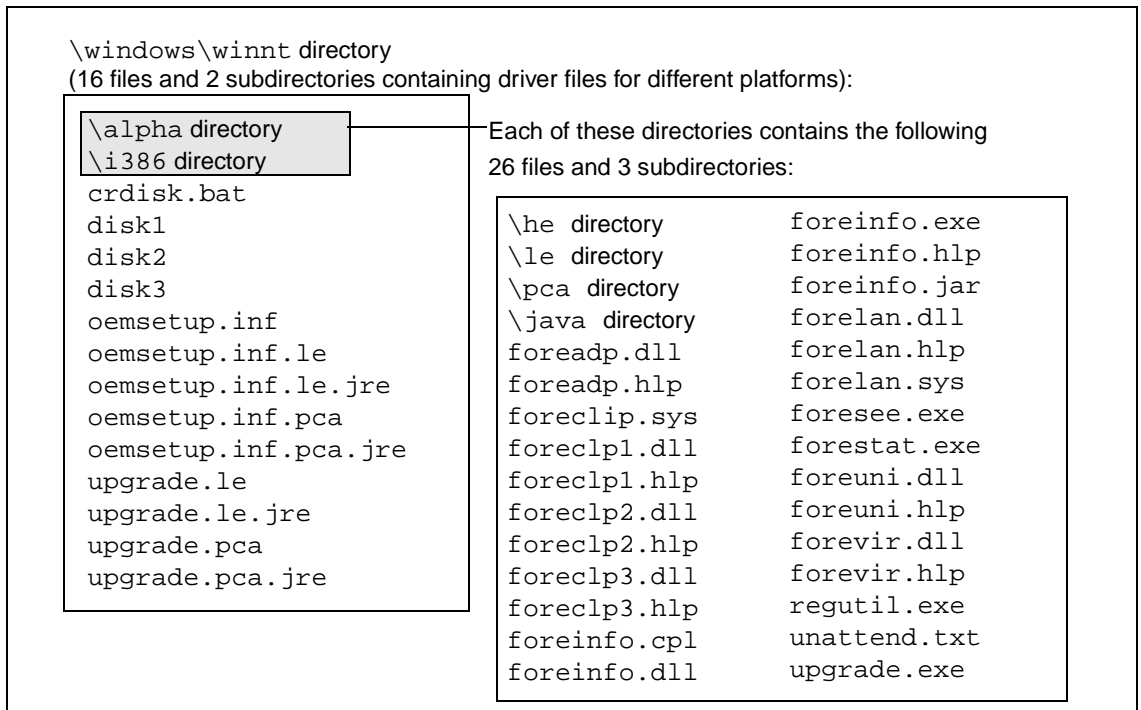 \windows\winnt directory
(16 files and 2 subdirectories containing driver files for different platforms):
\alpha directory
\i386 directory
crdisk.bat
disk1
disk2
disk3
oemsetup.inf
oemsetup.inf.le
oemsetup.inf.le.jre
oemsetup.inf.pca
oemsetup.inf.pca.jre
upgrade.le
upgrade.le.jre
upgrade.pca
upgrade.pca.jre
Each of these directories contains the following
26 files and 3 subdirectories:
\he directory
\le directory
\pca directory
\java directory
foreadp.dll
foreadp.hlp
foreclip.sys
foreclp1.dll
foreclp1.hlp
foreclp2.dll
foreclp2.hlp
foreclp3.dll
foreclp3.hlp
foreinfo.cpl
foreinfo.dll
foreinfo.exe
foreinfo.hlp
foreinfo.jar
forelan.dll
forelan.hlp
forelan.sys
foresee.exe
forestat.exe
foreuni.dll
foreuni.hlp
forevir.dll
forevir.hlp
regutil.exe
unattend.txt
upgrade.exe